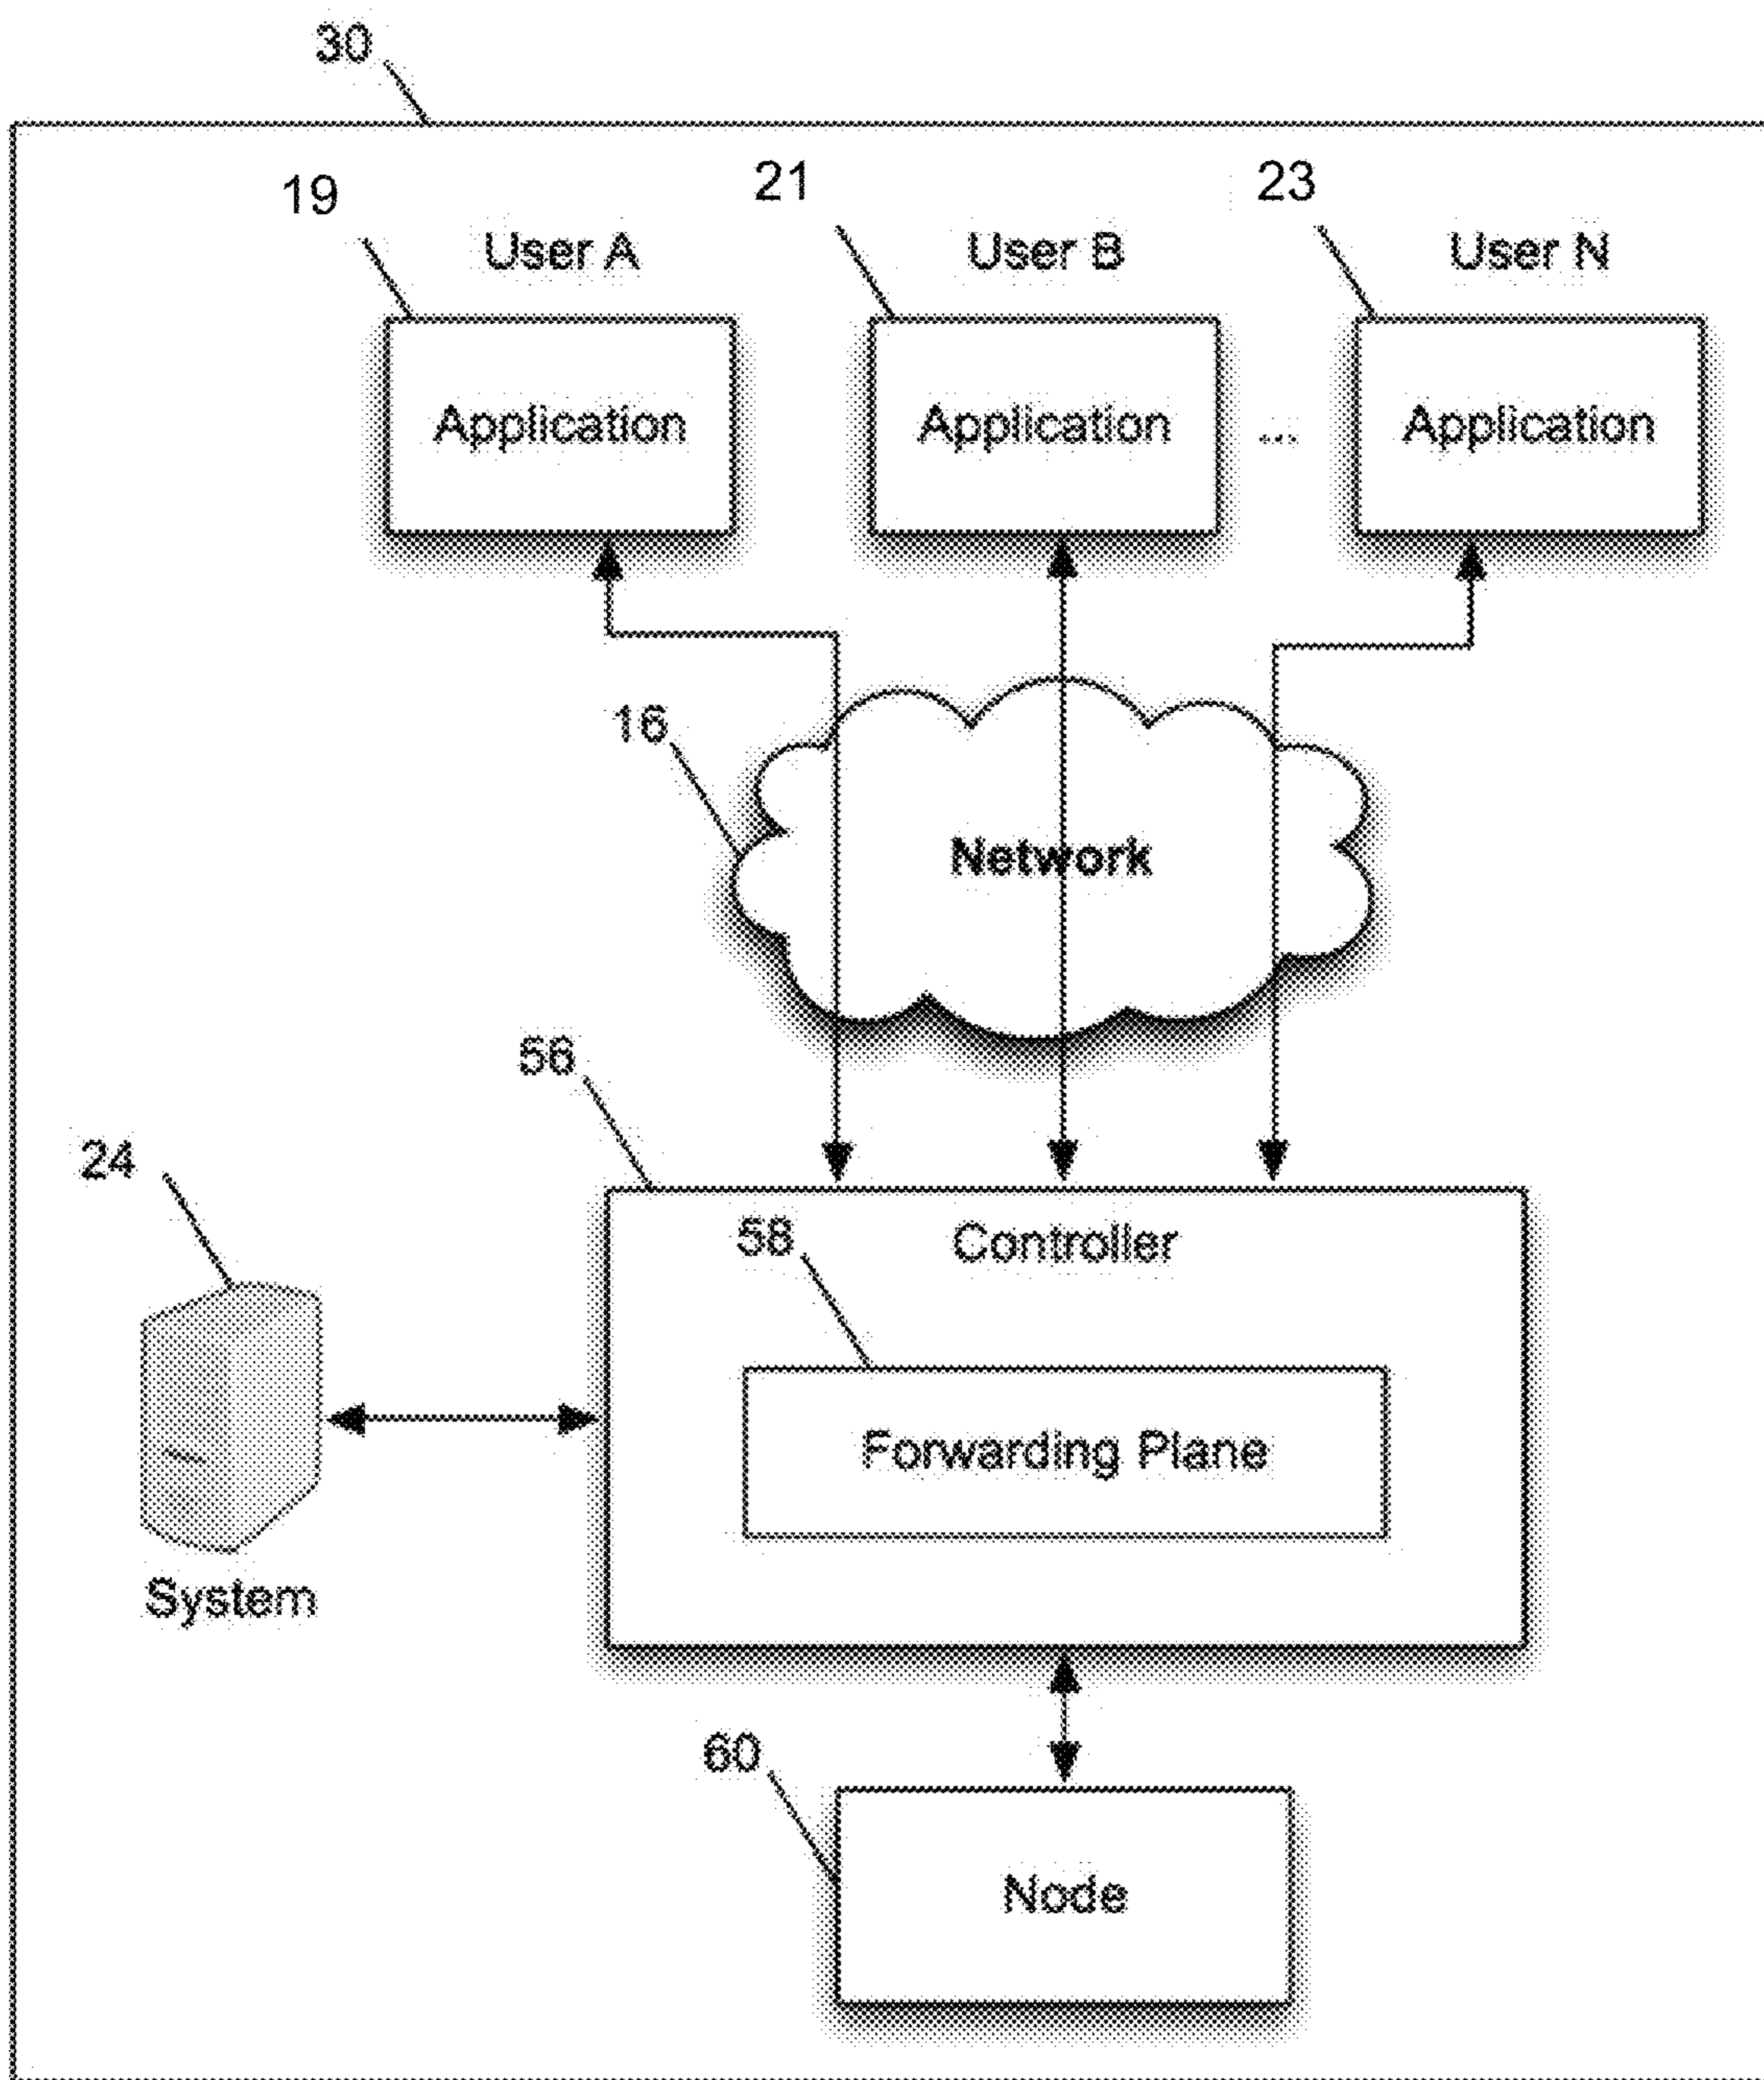 30
19
21
23
User A
User B
User N
Application
Application
...
Application
16
Network
56
24
58
Controller
Forwarding Plane
System
60
Node